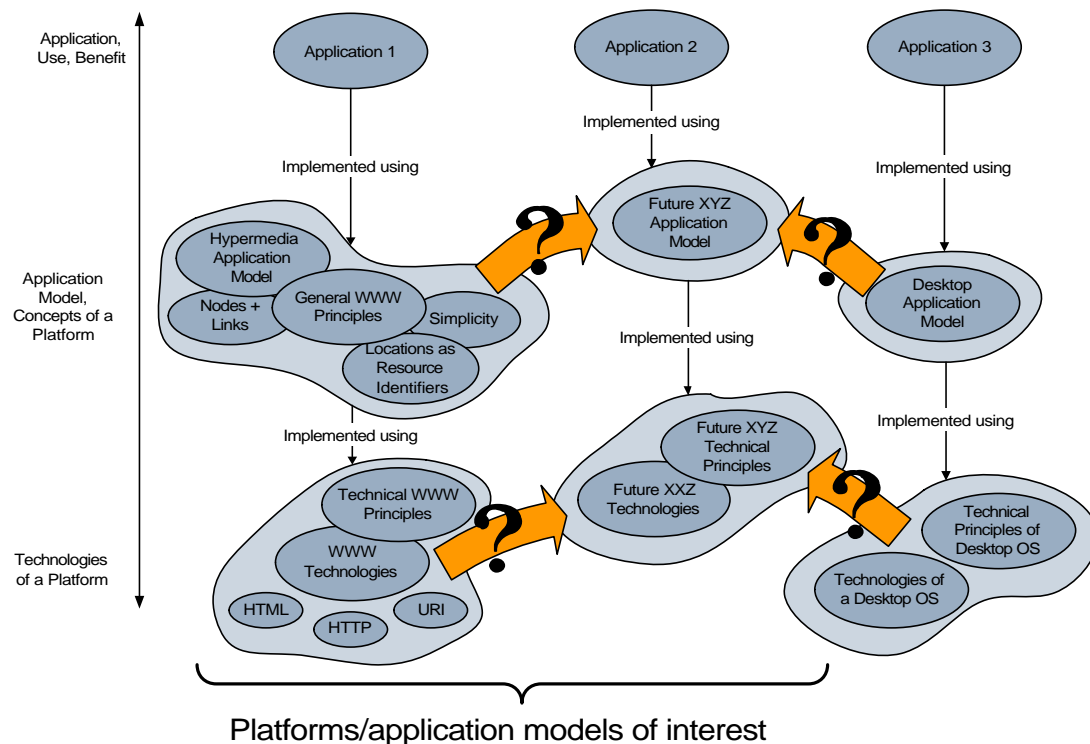 Application,
Use, Benefit
Application 1
Application 2
Application 3
Implemented using
Implemented using
Implemented using
Application
Model,
Concepts of a
Platform
Hypermedia
Application
Model
Nodes +
Links
General WWW
Principles
Simplicity
Locations as
Resource
Identifiers
?
Future XYZ
Application
Model
?
Desktop
Application
Model
Implemented using
Implemented using
Implemented using
Technologies
of a Platform
Technical WWW
Principles
WWW
Technologies
HTML
HTTP
URI
?
Future XYZ
Technical
Principles
Future XXZ
Technologies
?
Technical
Principles of
Desktop OS
Technologies of
a Desktop OS
Platforms/application models of interest